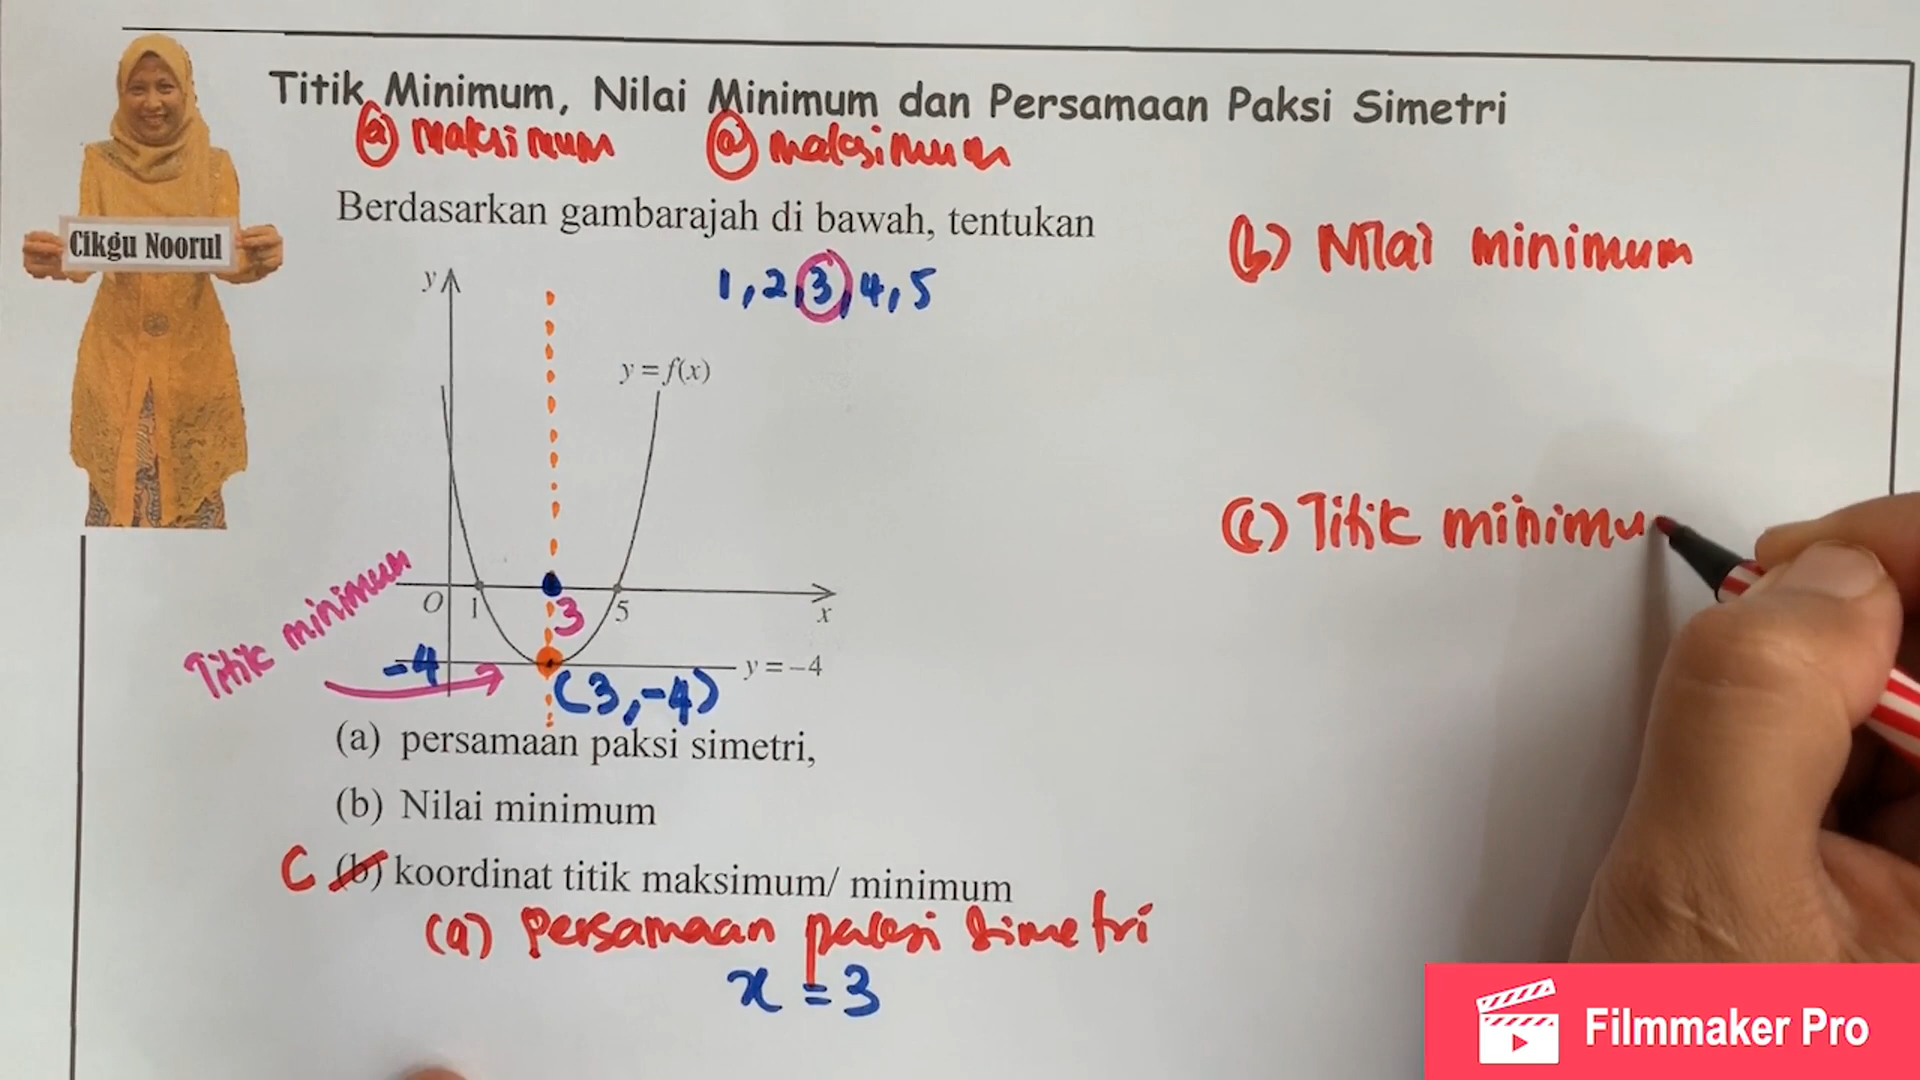 Titik Minimum, Nilai Minimum dan Persamaan Paksi Simetri
@ maksimum @ maksimum
Cikgu Noorul
Berdasarkan gambarajah di bawah, tentukan
1, 2, 3, 4, 5
y
y = f(x)
O 1 3 5 x
Titik minimum
-4 y = -4
(3, -4)
(a) persamaan paksi simetri,
(b) Nilai minimum
C (b) koordinat titik maksimum/ minimum
(a) Persamaan paksi simetri
x = 3
(b) Nilai minimum
(c) Titik minimu
Filmmaker Pro